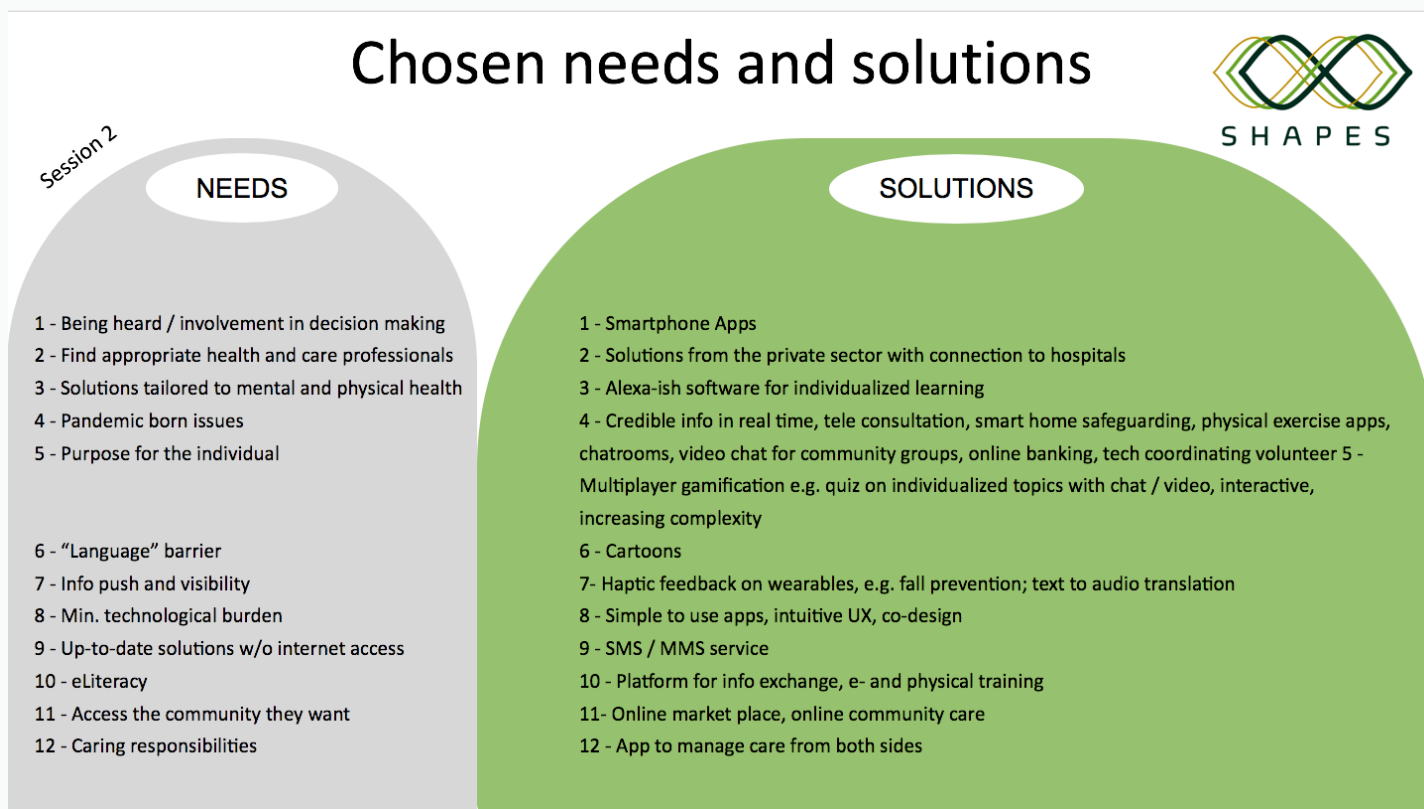 Chosen needs and solutions
SHAPES
Session 2
NEEDS
1 - Being heard / involvement in decision making
2 - Find appropriate health and care professionals
3 - Solutions tailored to mental and physical health
4 - Pandemic born issues
5 - Purpose for the individual
6 - “Language” barrier
7 - Info push and visibility
8 - Min. technological burden
9 - Up-to-date solutions w/o internet access
10 - eLiteracy
11 - Access the community they want
12 - Caring responsibilities
SOLUTIONS
1 - Smartphone Apps
2 - Solutions from the private sector with connection to hospitals
3 - Alexa-ish software for individualized learning
4 - Credible info in real time, tele consultation, smart home safeguarding, physical exercise apps,
chatrooms, video chat for community groups, online banking, tech coordinating volunteer 5 -
Multiplayer gamification e.g. quiz on individualized topics with chat / video, interactive,
increasing complexity
6 - Cartoons
7- Haptic feedback on wearables, e.g. fall prevention; text to audio translation
8 - Simple to use apps, intuitive UX, co-design
9 - SMS / MMS service
10 - Platform for info exchange, e- and physical training
11- Online market place, online community care
12 - App to manage care from both sides